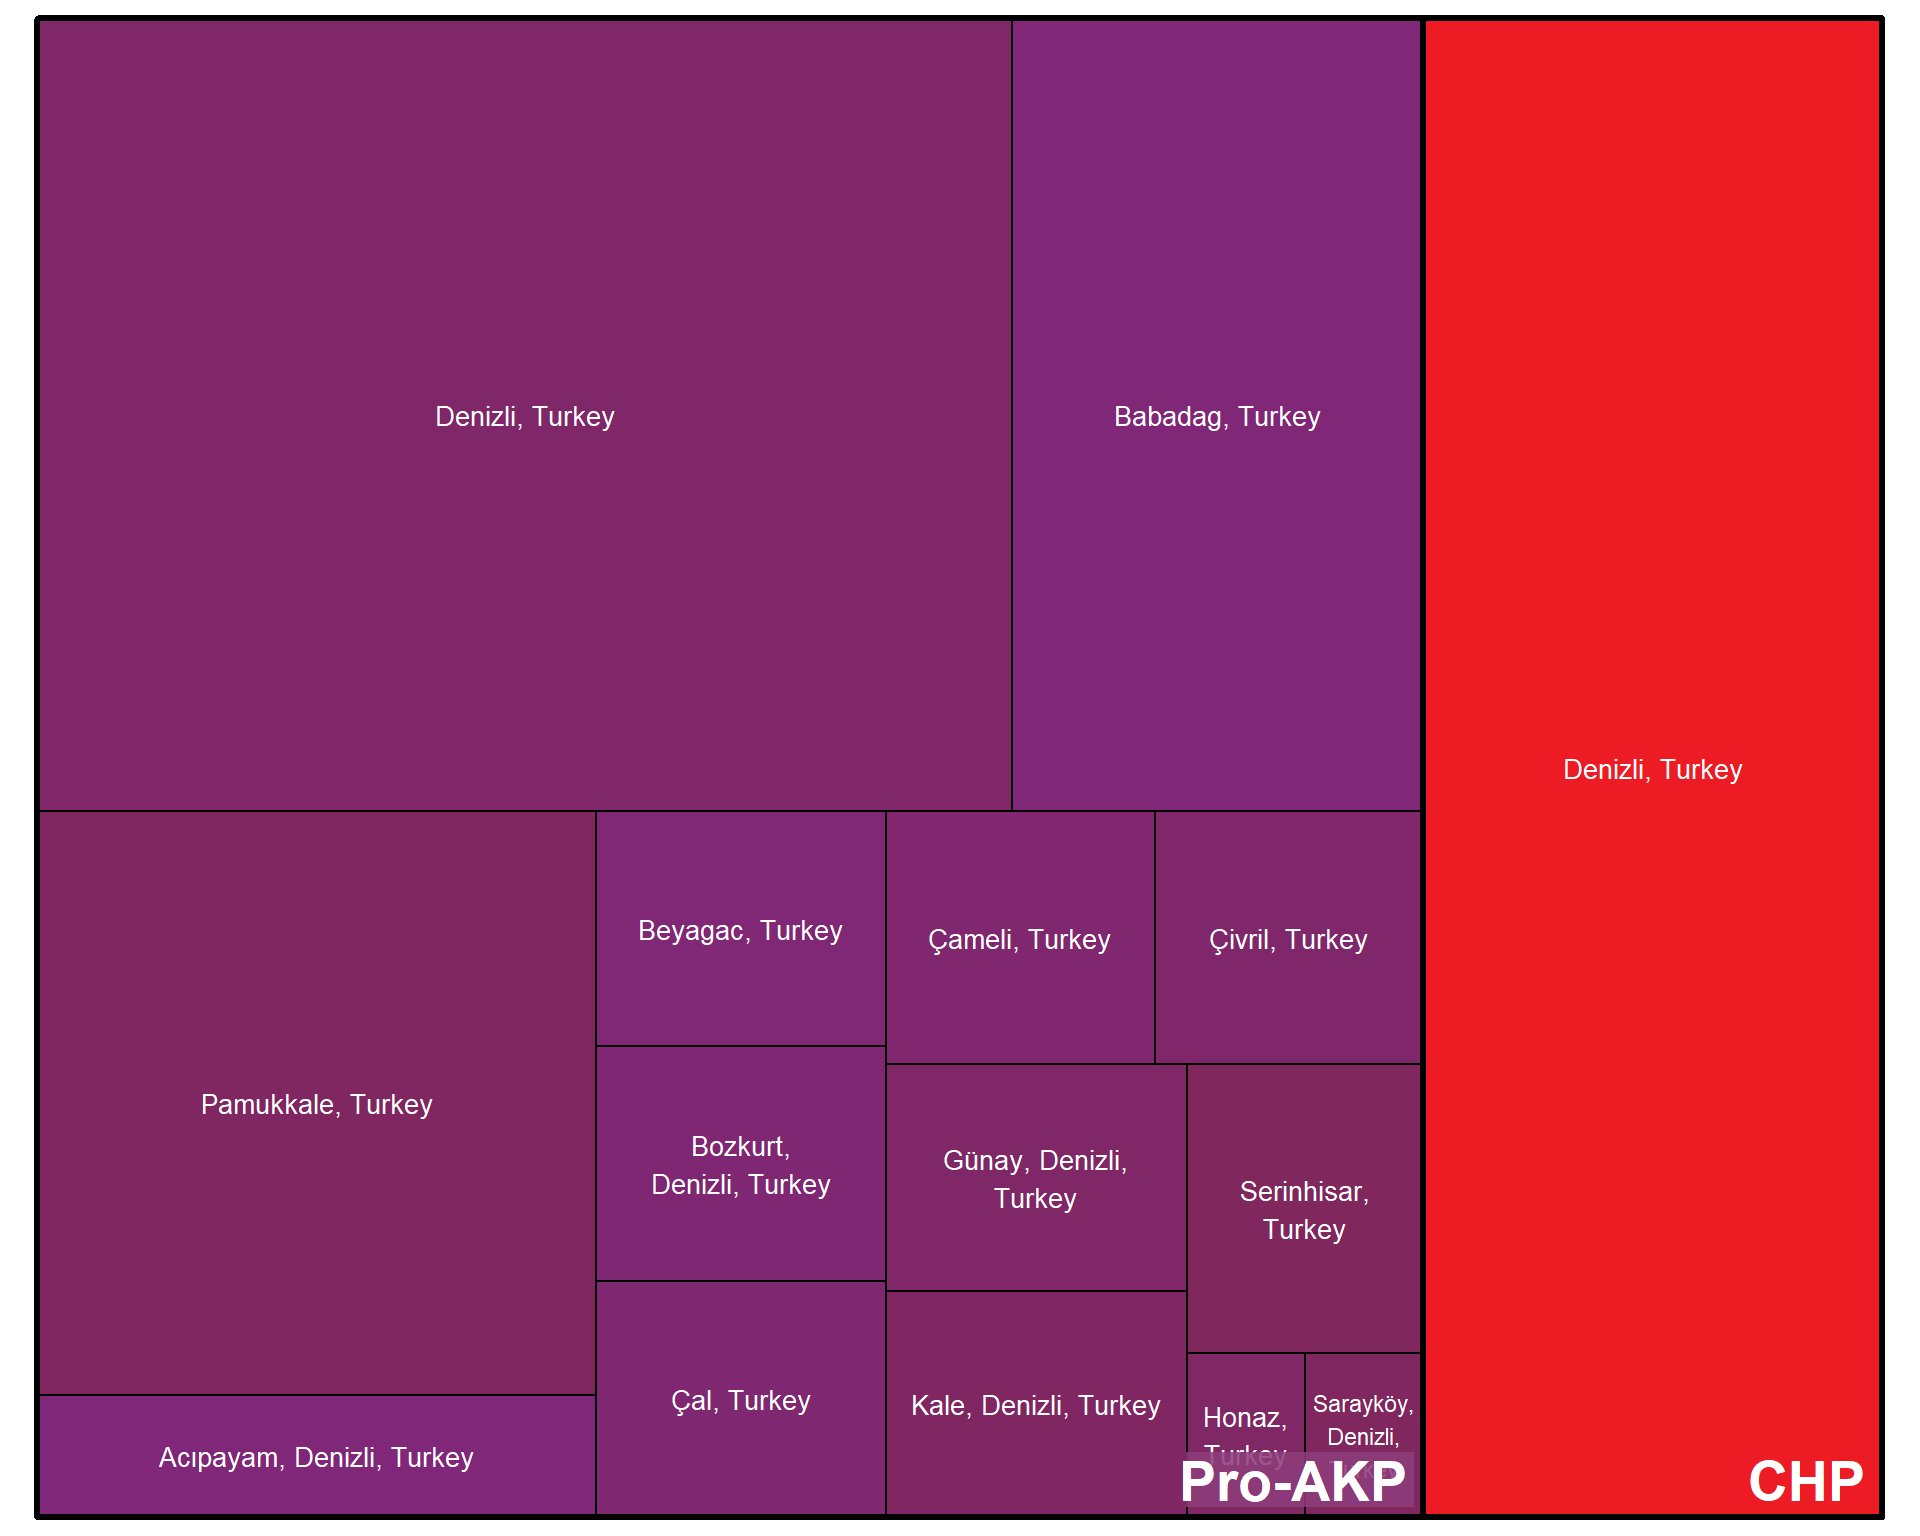 Denizli, Turkey
Babadag, Turkey
Denizli, Turkey
Pamukkale, Turkey
Beyagac, Turkey
Çameli, Turkey
Çivril, Turkey
Bozkurt,
Denizli, Turkey
Günay, Denizli,
Turkey
Serinhisar,
Turkey
Acıpayam, Denizli, Turkey
Çal, Turkey
Kale, Denizli, Turkey
Honaz,
Turkey
Sarayköy,
Denizli,
Pro-AKP
CHP